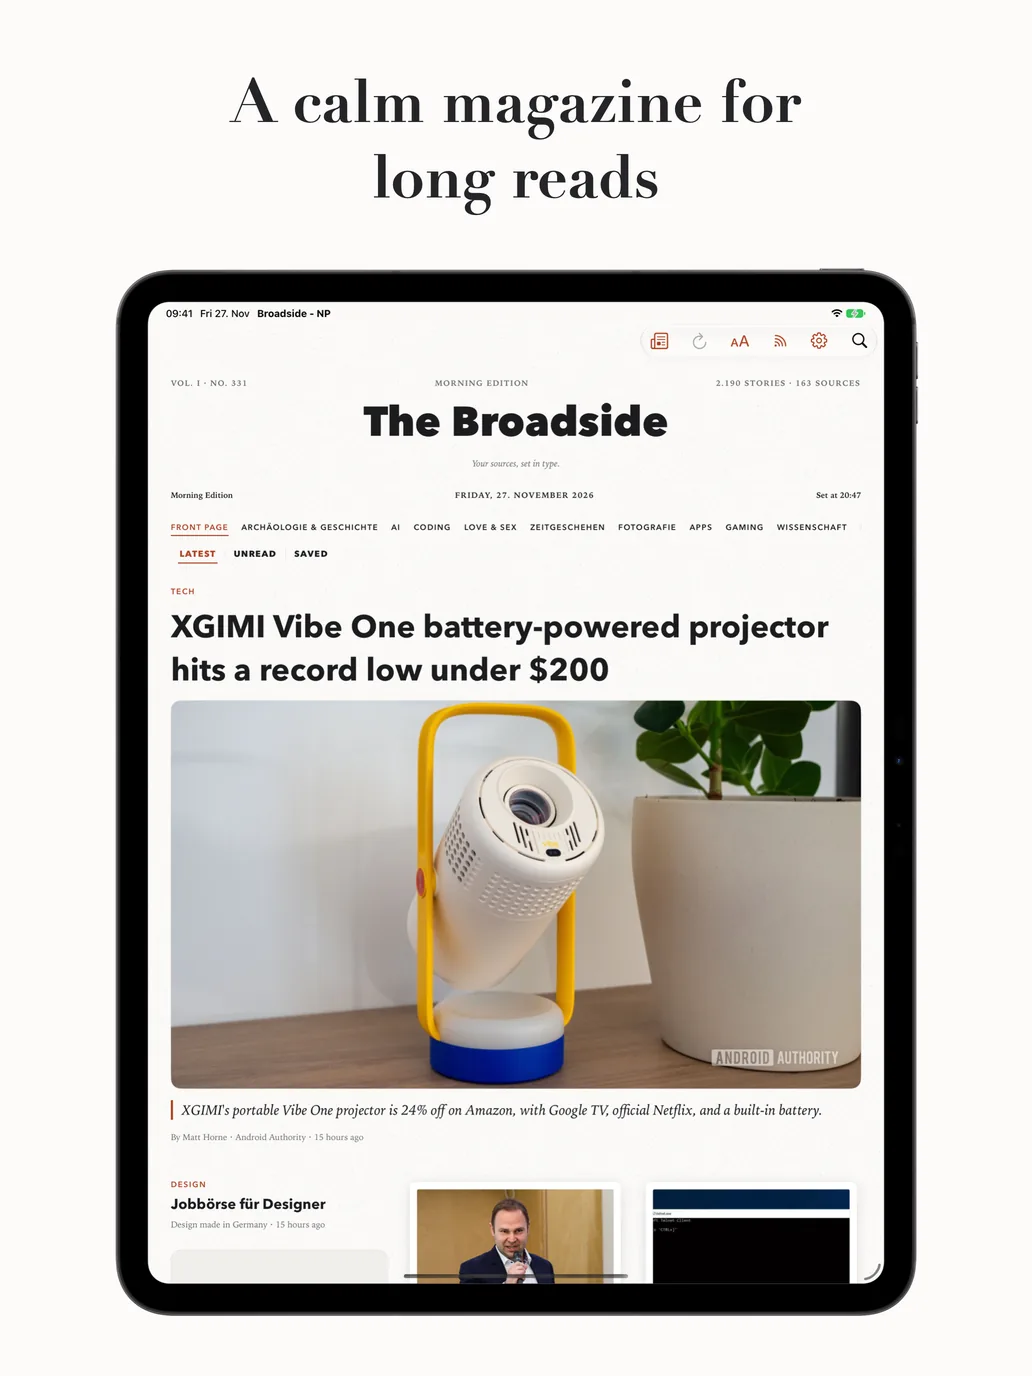 A calm magazine for
long reads
09:41 Fri 27. Nov Broadside - NP
AA
VOL. I · NO. 331 MORNING EDITION 2.190 STORIES · 163 SOURCES
The Broadside
Your sources, set in type.
Morning Edition FRIDAY, 27. NOVEMBER 2026 Set at 20:47
FRONT PAGE ARCHÄOLOGIE & GESCHICHTE AI CODING LOVE & SEX ZEITGESCHEHEN FOTOGRAFIE APPS GAMING WISSENSCHAFT
LATEST UNREAD SAVED
TECH
XGIMI Vibe One battery-powered projector
hits a record low under $200
ANDROID AUTHORITY
XGIMI's portable Vibe One projector is 24% off on Amazon, with Google TV, official Netflix, and a built-in battery.
By Matt Horne · Android Authority · 15 hours ago
DESIGN
Jobbörse für Designer
Design made in Germany · 15 hours ago